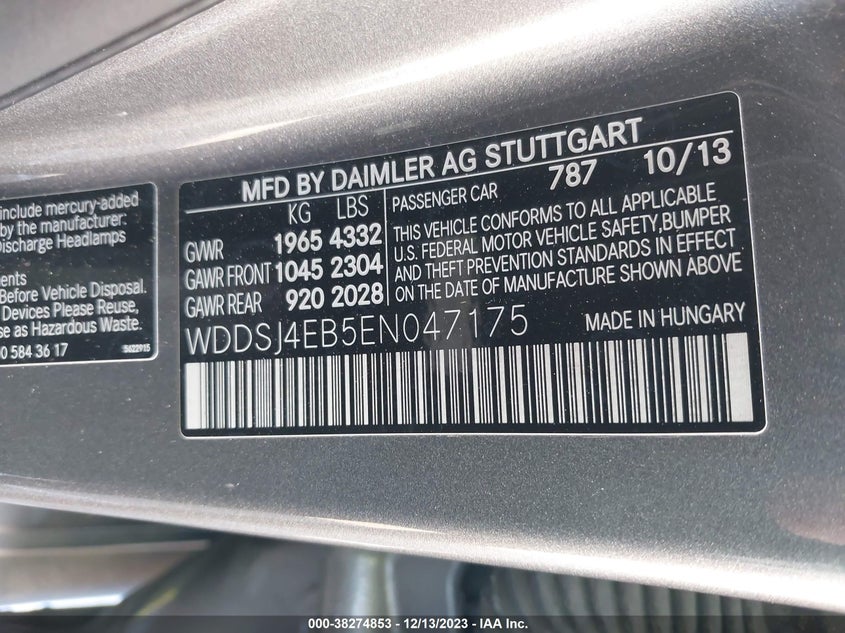 MFD BY DAIMLER AG STUTTGART
787 10/13
KG LBS
GVWR 1965 4332
GAWR FRONT 1045 2304
GAWR REAR 920 2028
PASSENGER CAR
THIS VEHICLE CONFORMS TO ALL APPLICABLE
U.S. FEDERAL MOTOR VEHICLE SAFETY,BUMPER
AND THEFT PREVENTION STANDARDS IN EFFECT
ON THE DATE OF MANUFACTURE SHOWN ABOVE
WDDSJ4EB5EN047175
MADE IN HUNGARY
include mercury-added
by the manufacturer:
Discharge Headlamps
Before Vehicle Disposal.
Devices Please Reuse,
se as Hazardous Waste.
0 584 36 17
S622915
000-38274853 - 12/13/2023 - IAA Inc.